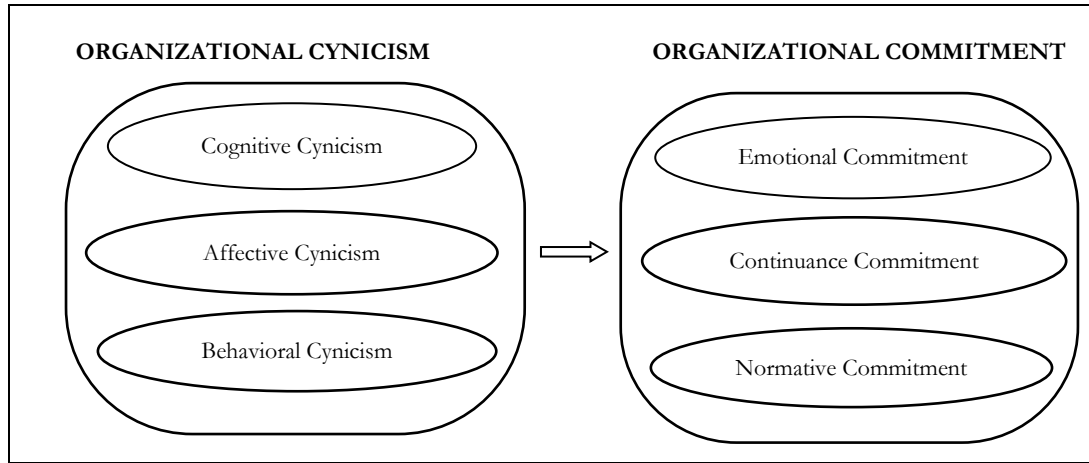 ORGANIZATIONAL CYNICISM
Cognitive Cynicism
Affective Cynicism
Behavioral Cynicism
ORGANIZATIONAL COMMITMENT
Emotional Commitment
Continuance Commitment
Normative Commitment